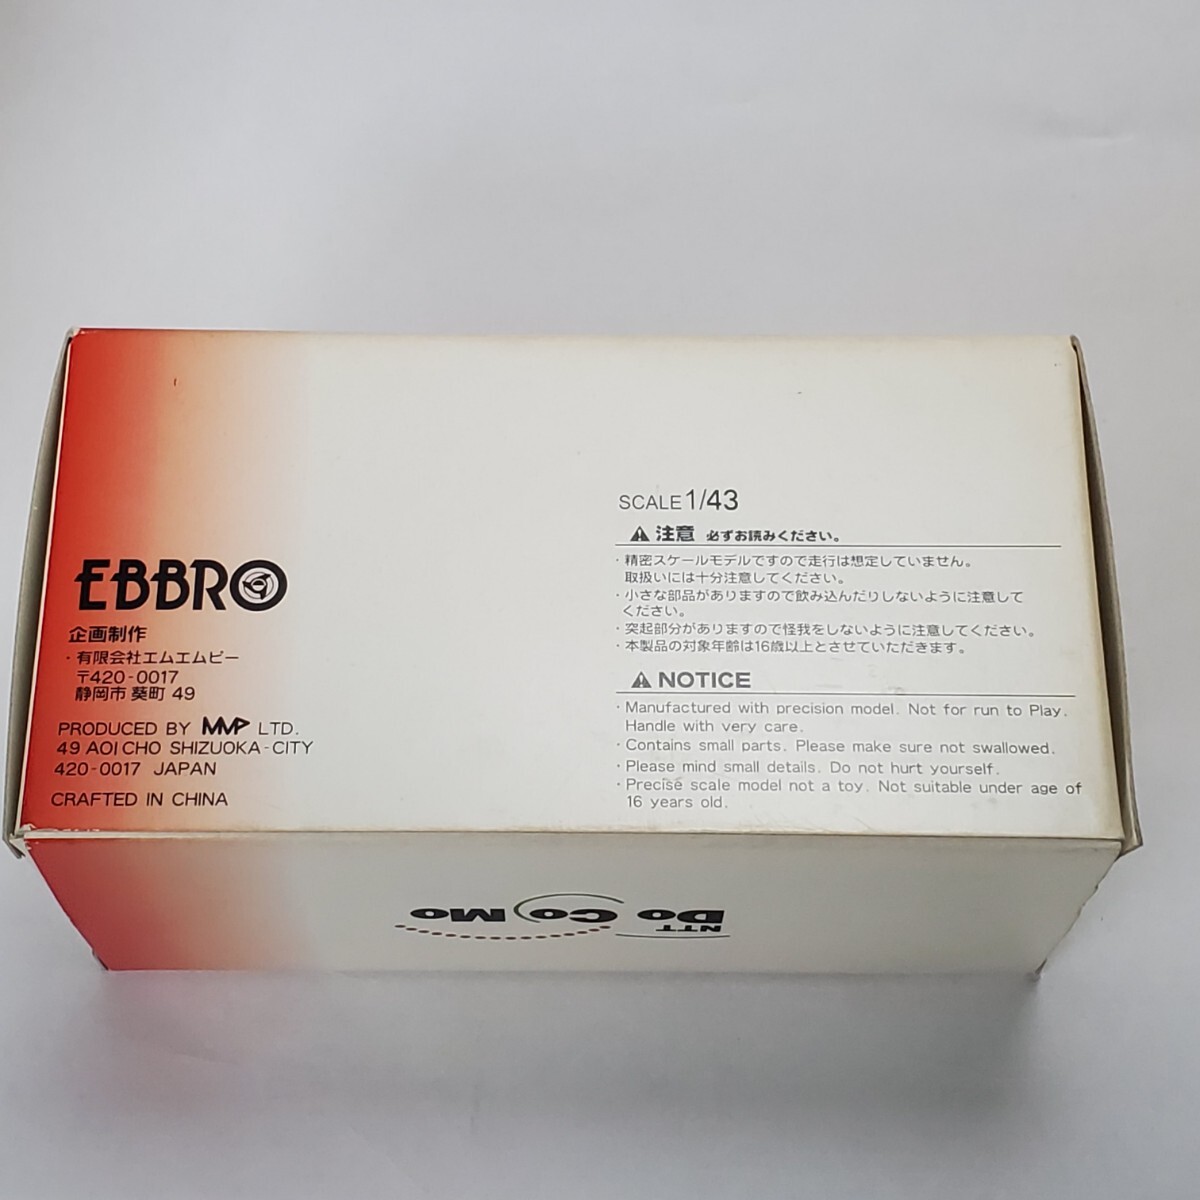 EBBRO
企画制作
・有限会社エムエムピー
〒420-0017
静岡市 葵町 49
PRODUCED BY MMP LTD.
49 AOI CHO SHIZUOKA-CITY
420-0017 JAPAN
CRAFTED IN CHINA
SCALE 1/43
注意 必ずお読みください。
・精密スケールモデルですので走行は想定していません。
取扱いには十分注意してください。
・小さな部品がありますので飲み込んだりしないように注意して
ください。
・突起部分がありますので怪我をしないように注意してください。
・本製品の対象年齢は16歳以上とさせていただきます。
NOTICE
・Manufactured with precision model. Not for run to Play.
Handle with very care.
・Contains small parts. Please make sure not swallowed.
・Please mind small details. Do not hurt yourself.
・Precise scale model not a toy. Not suitable under age of
16 years old.
NTT
DoCoMo